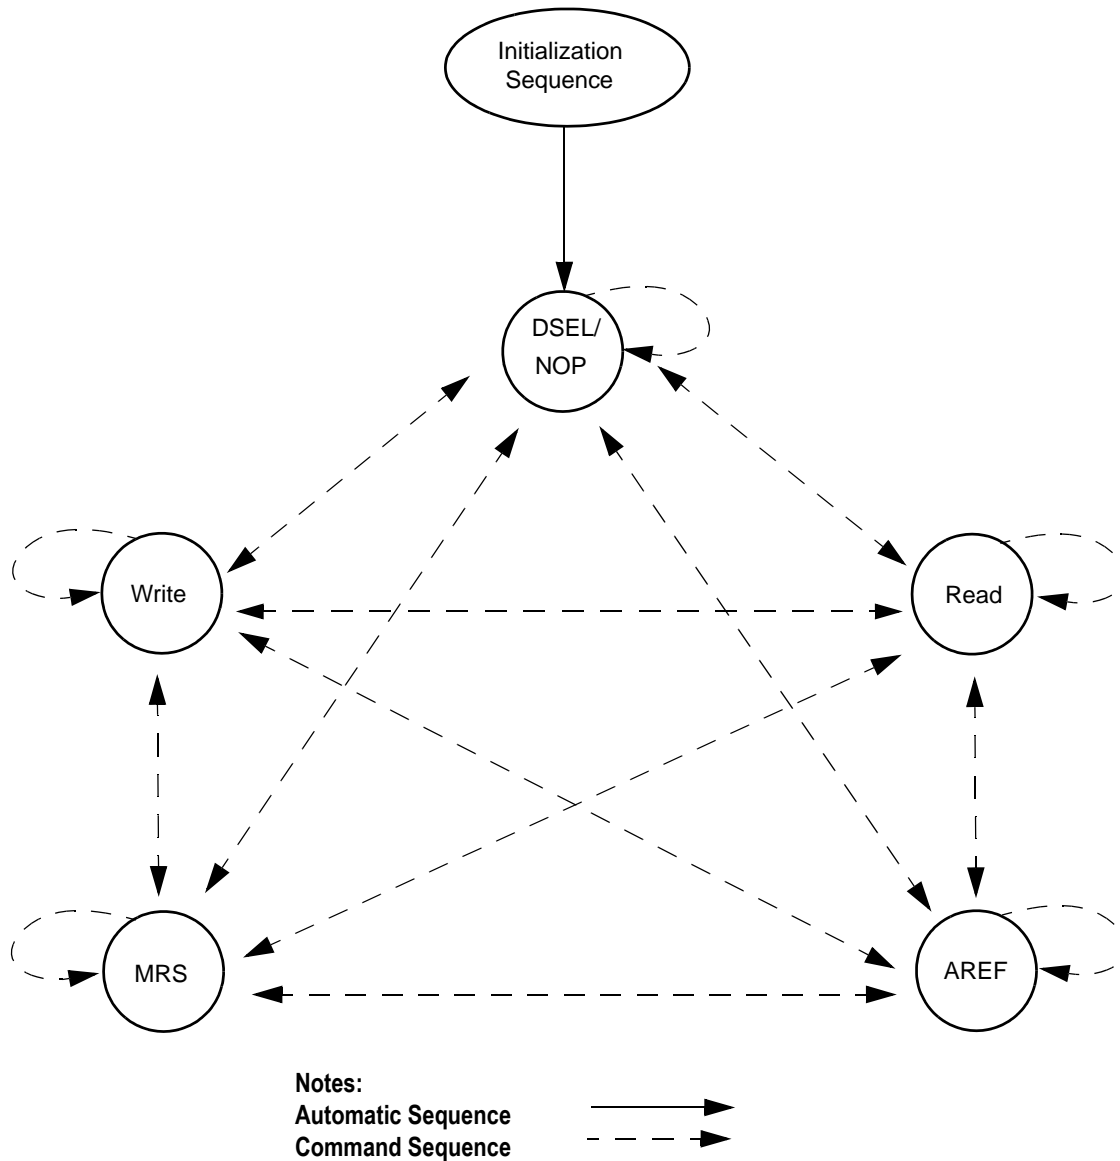 Initialization
Sequence
DSEL/
NOP
Write
Read
MRS
AREF
Notes:
Automatic Sequence
Command Sequence